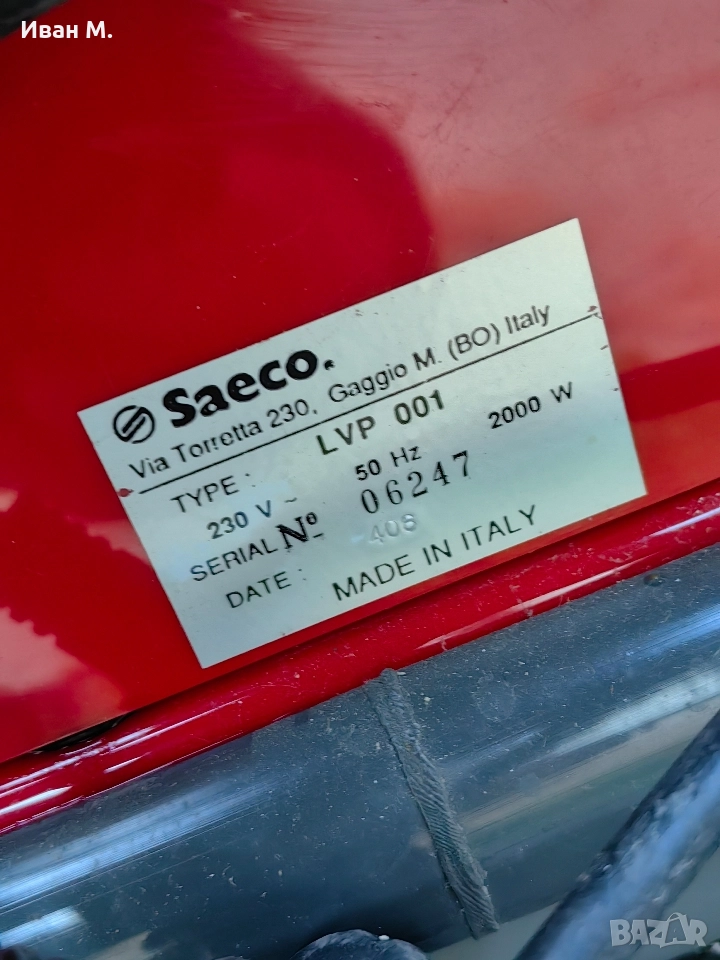 Иван М.
Saeco.
Via Torretta 230, Gaggio M. (BO) Italy
TYPE : LVP 001
230 V ~ 50 Hz 2000 W
SERIAL Nº 06247
DATE : 406
MADE IN ITALY
BAZAR